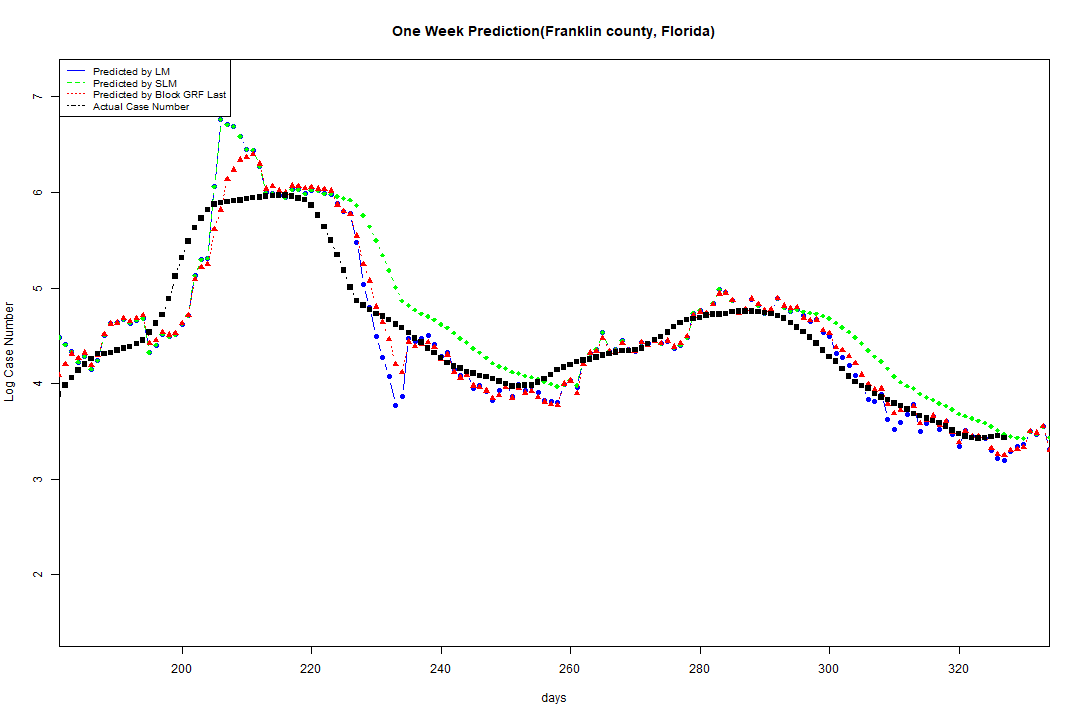 One Week Prediction(Franklin county, Florida)
Predicted by LM
Predicted by SLM
Predicted by Block GRF Last
Actual Case Number
7
6
5
4
3
2
Log Case Number
200 220 240 260 280 300 320
days